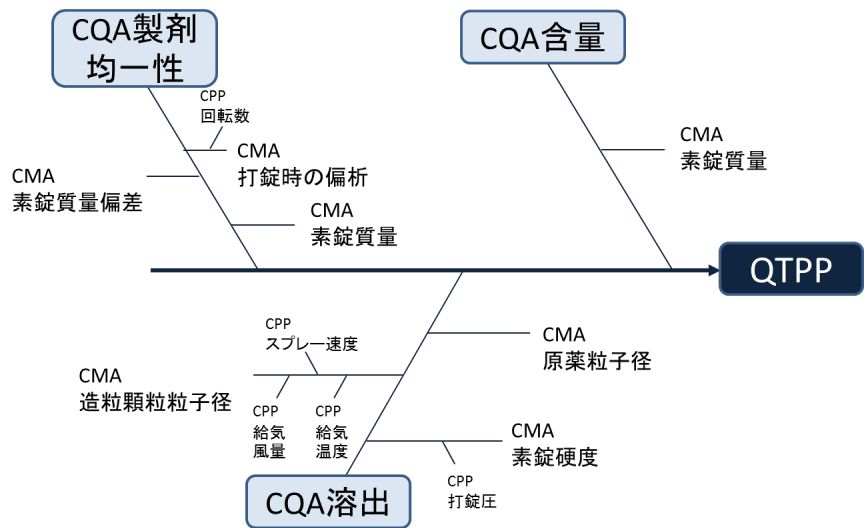 CQA製剤
均一性
CQA含量
CPP
回転数
CMA
打錠時の偏析
CMA
素錠質量偏差
CMA
素錠質量
CMA
素錠質量
QTPP
CPP
スプレー速度
CMA
造粒顆粒粒子径
CPP
給気
風量
CPP
給気
温度
CMA
原薬粒子径
CMA
素錠硬度
CPP
打錠圧
CQA溶出